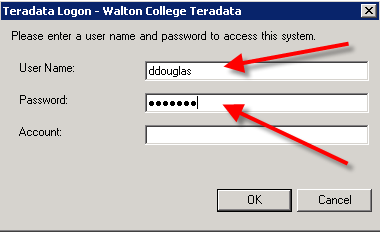 Teradata Logon - Walton College Teradata
Please enter a user name and password to access this system.
User Name:
ddouglas
Password:
●●●●●●●
Account:
OK
Cancel